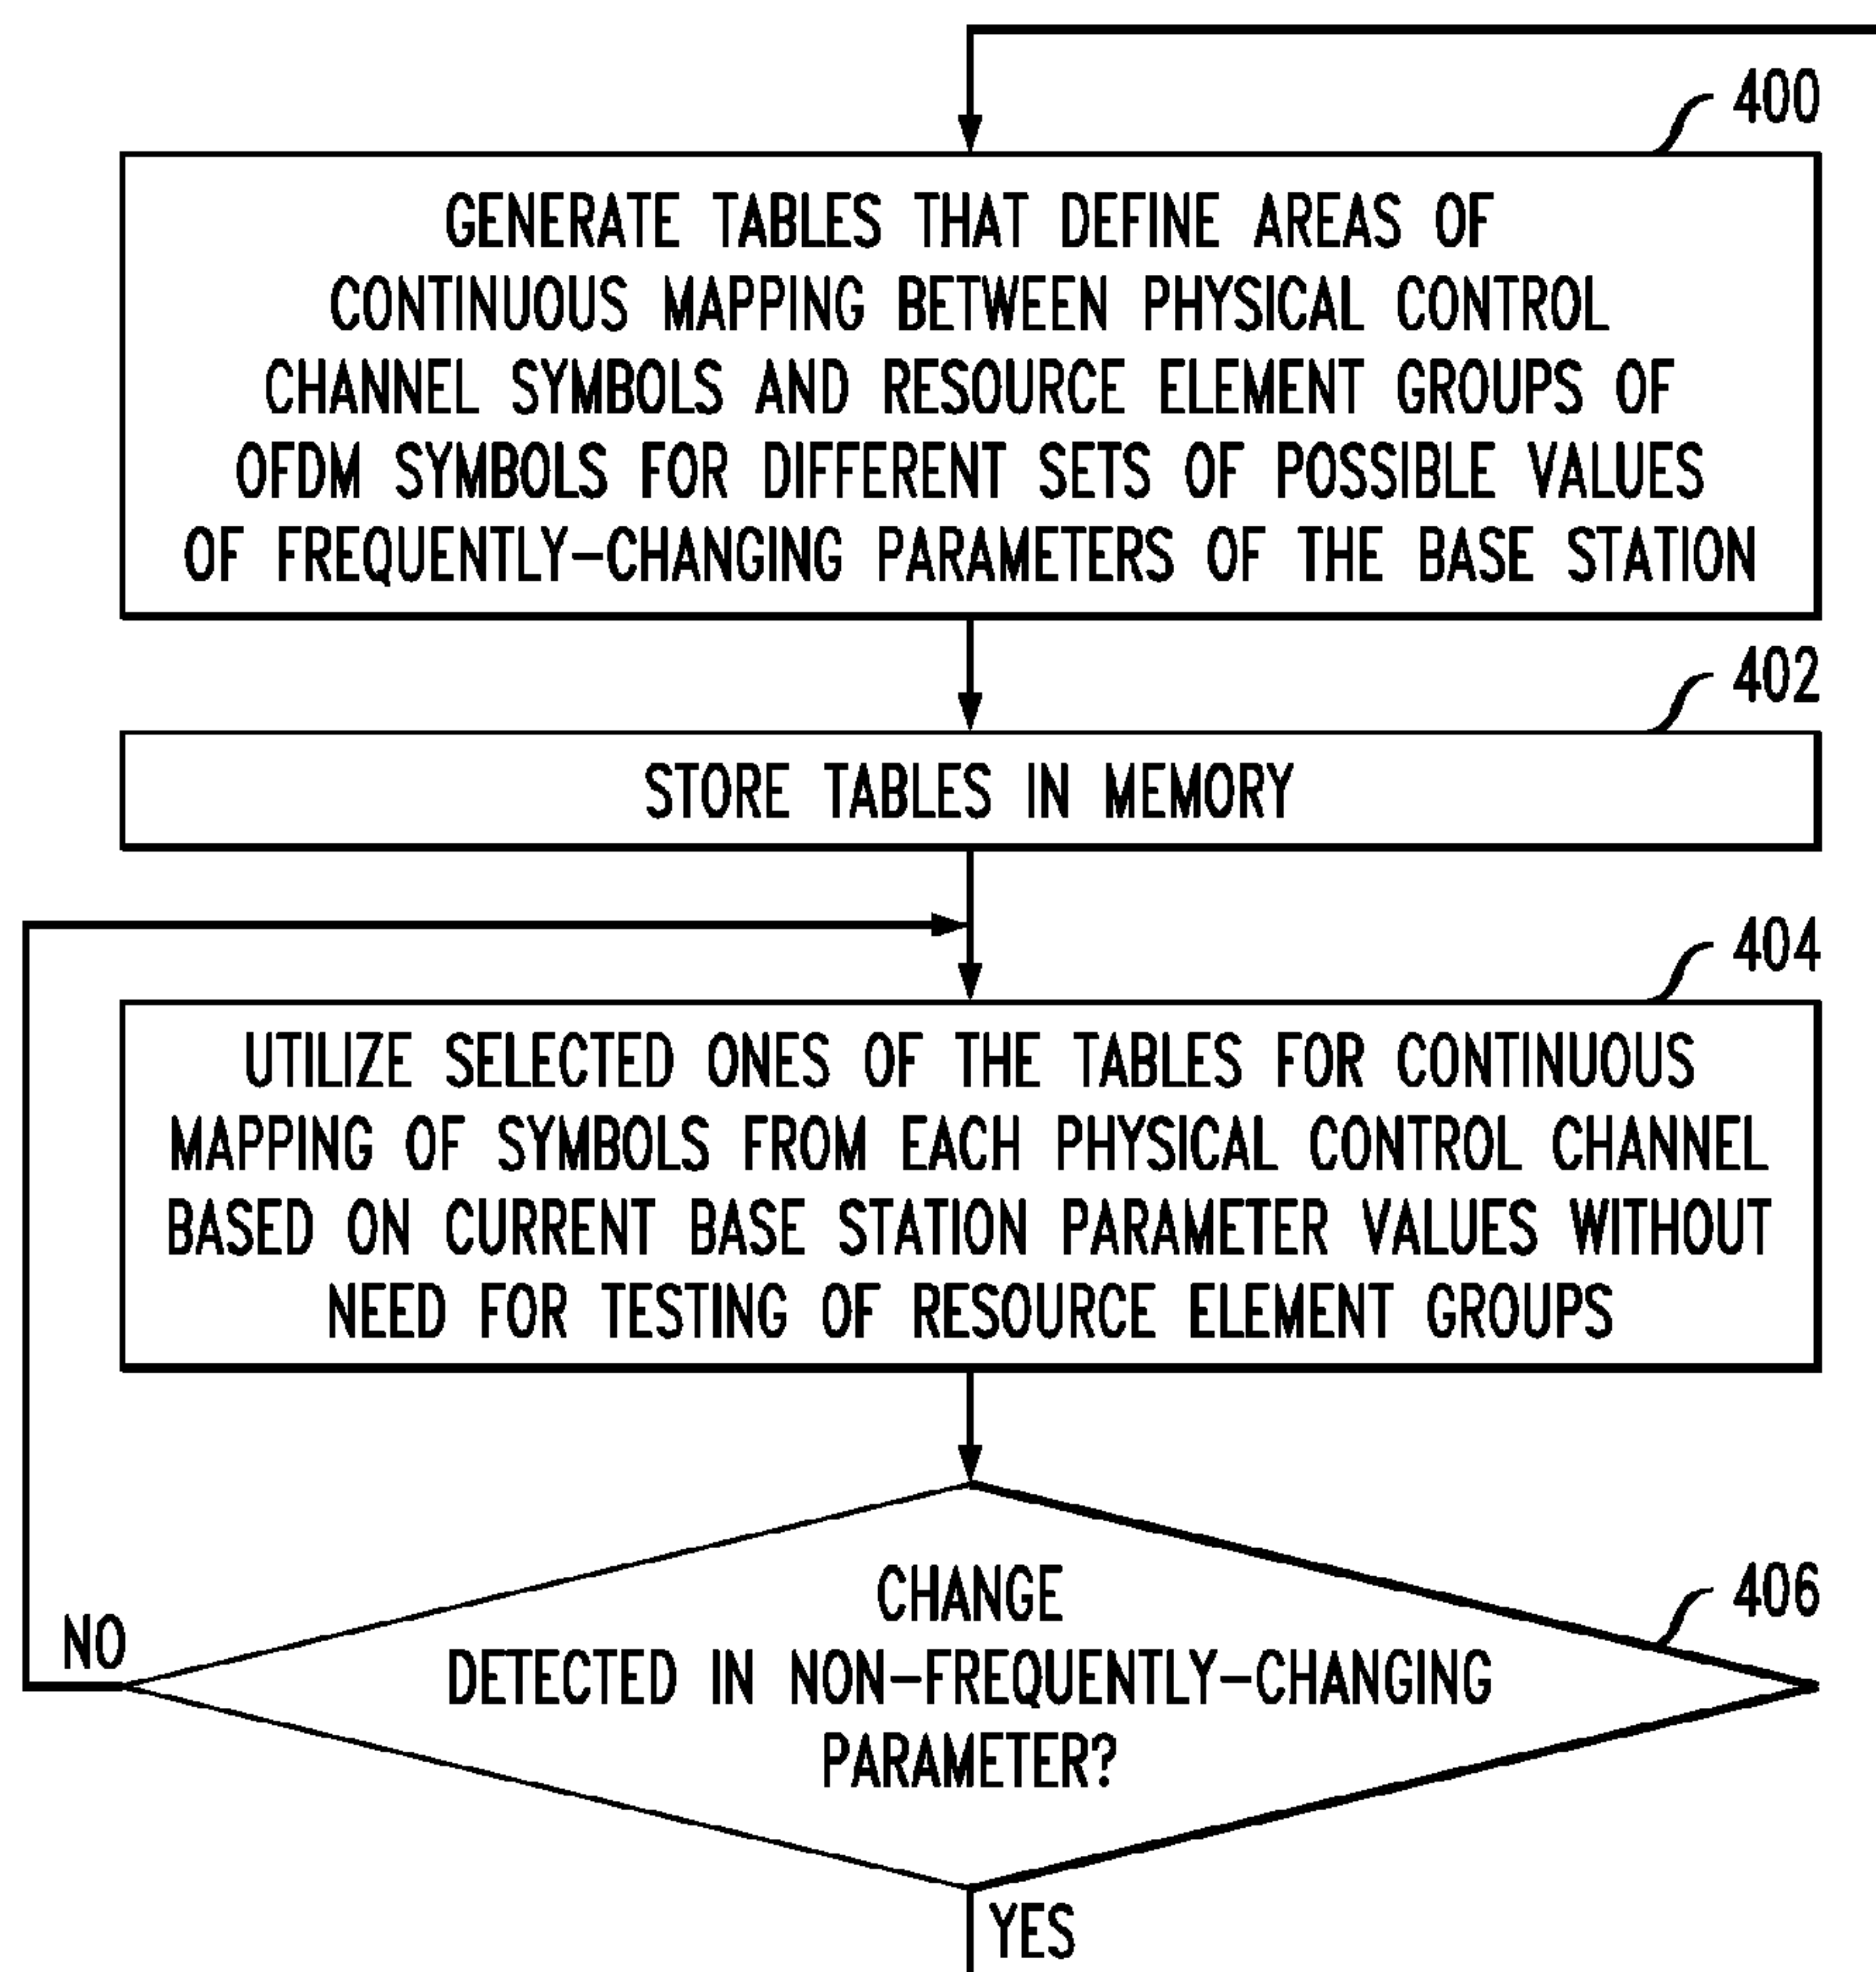 400
GENERATE TABLES THAT DEFINE AREAS OF
CONTINUOUS MAPPING BETWEEN PHYSICAL CONTROL
CHANNEL SYMBOLS AND RESOURCE ELEMENT GROUPS OF
OFDM SYMBOLS FOR DIFFERENT SETS OF POSSIBLE VALUES
OF FREQUENTLY-CHANGING PARAMETERS OF THE BASE STATION
402
STORE TABLES IN MEMORY
404
UTILIZE SELECTED ONES OF THE TABLES FOR CONTINUOUS
MAPPING OF SYMBOLS FROM EACH PHYSICAL CONTROL CHANNEL
BASED ON CURRENT BASE STATION PARAMETER VALUES WITHOUT
NEED FOR TESTING OF RESOURCE ELEMENT GROUPS
406
CHANGE
DETECTED IN NON-FREQUENTLY-CHANGING
PARAMETER?
NO
YES